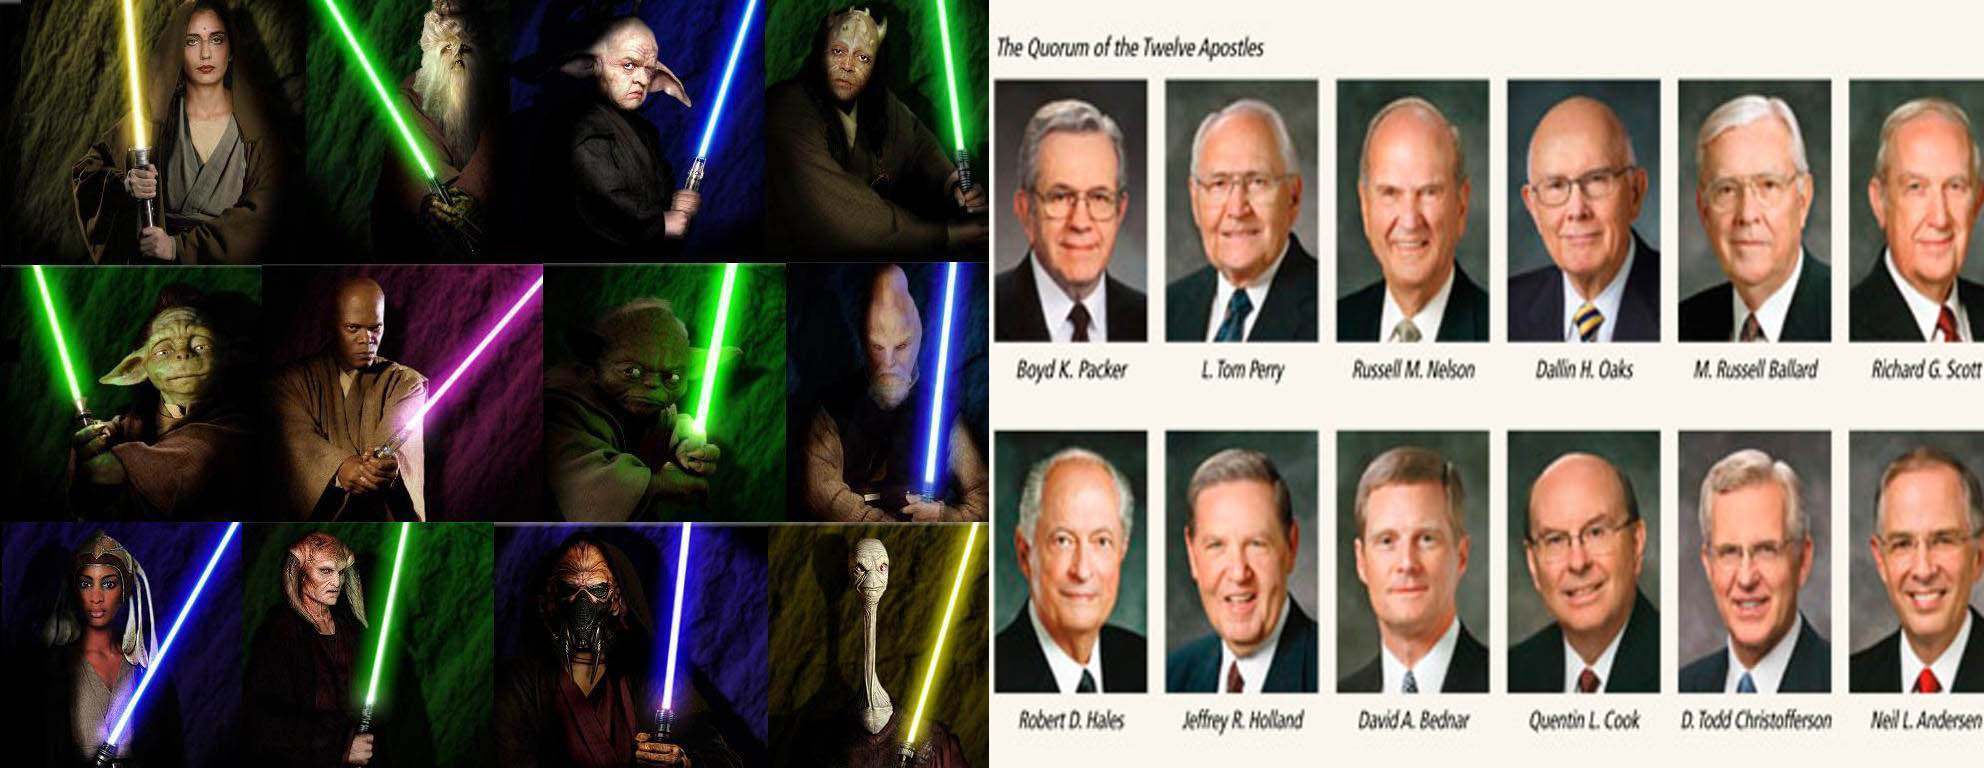 The Quorum of the Twelve Apostles
Boyd K. Packer
L. Tom Perry
Russell M. Nelson
Dallin H. Oaks
M. Russell Ballard
Richard G. Scott
Robert D. Hales
Jeffrey R. Holland
David A. Bednar
Quentin L. Cook
D. Todd Christofferson
Neil L. Andersen